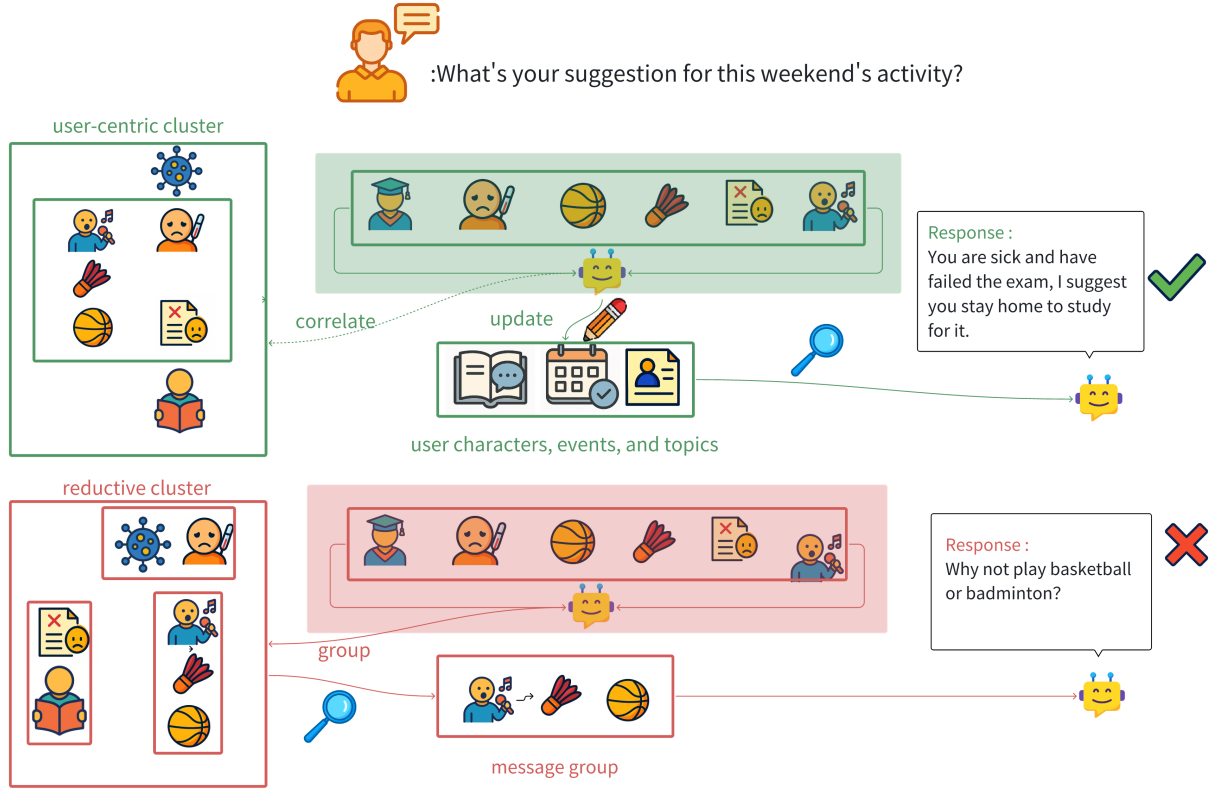 :What's your suggestion for this weekend's activity?
user-centric cluster
correlate
update
user characters, events, and topics
Response :
You are sick and have
failed the exam, I suggest
you stay home to study
for it.
reductive cluster
group
message group
Response :
Why not play basketball
or badminton?